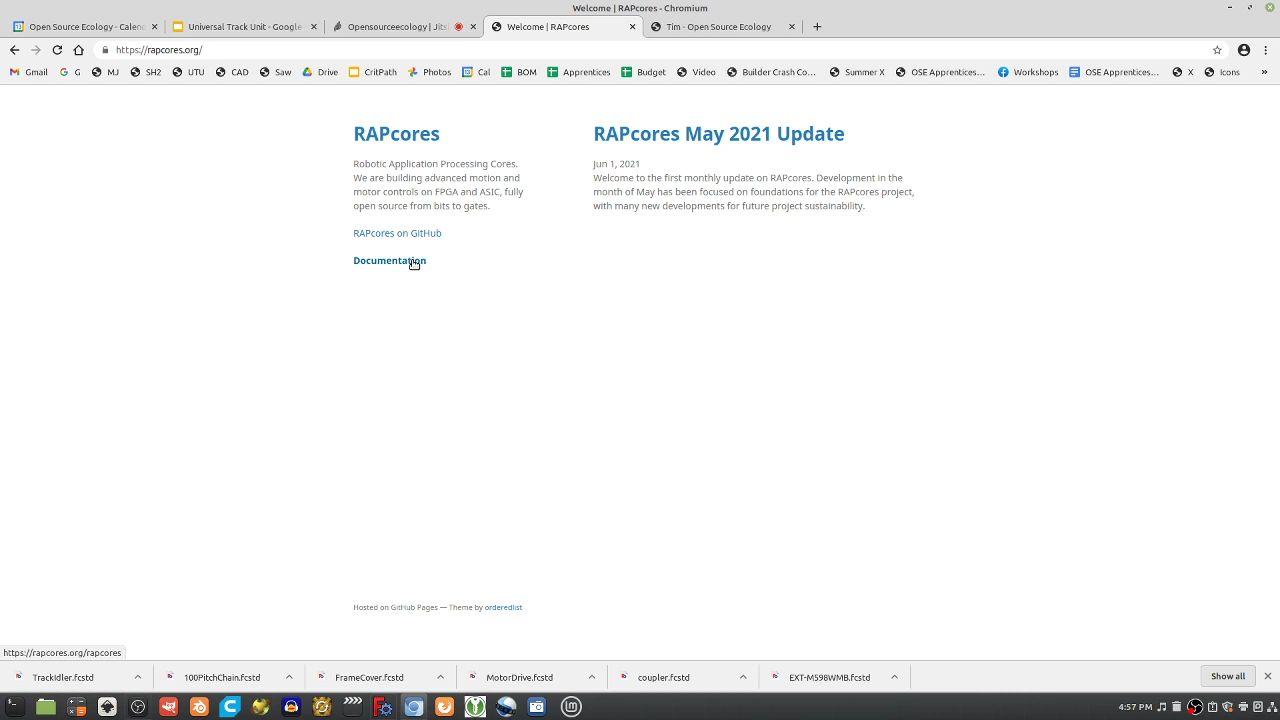 Welcome | RAPcores - Chromium
Open Source Ecology - Calend
Universal Track Unit - Google
Opensourceecology | Jits
Welcome | RAPcores
Tim - Open Source Ecology
https://rapcores.org/
Gmail
G
MJ
SH2
UTU
CAD
Saw
Drive
CritPath
Photos
Cal
BOM
Apprentices
Budget
Video
Builder Crash Co...
Summer X
OSE Apprentices...
Workshops
OSE Apprentices...
X
Icons
»
RAPcores
Robotic Application Processing Cores.
We are building advanced motion and
motor controls on FPGA and ASIC, fully
open source from bits to gates.
RAPcores on GitHub
Documentation
RAPcores May 2021 Update
Jun 1, 2021
Welcome to the first monthly update on RAPcores. Development in the
month of May has been focused on foundations for the RAPcores project,
with many new developments for future project sustainability.
Hosted on GitHub Pages — Theme by orderedlist
https://rapcores.org/rapcores
TrackIdler.fcstd
100PitchChain.fcstd
FrameCover.fcstd
MotorDrive.fcstd
coupler.fcstd
EXT-M598WMB.fcstd
Show all
4:57 PM